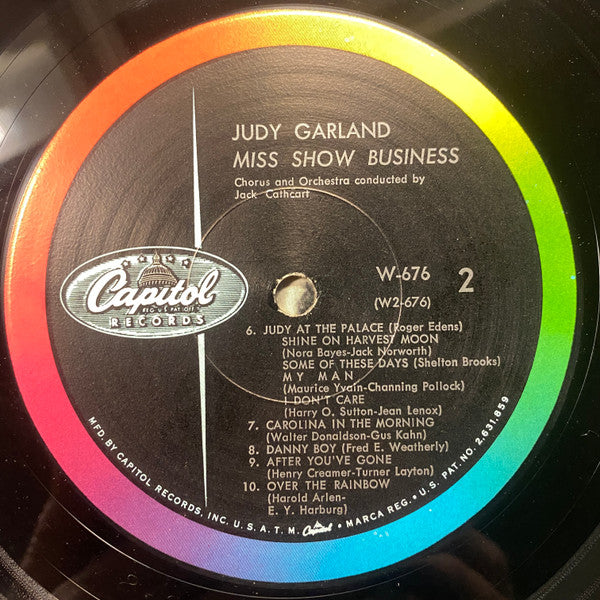 JUDY GARLAND
MISS SHOW BUSINESS
Chorus and Orchestra conducted by
Jack Cathcart
Capitol
REG. U.S. PAT. OFF.
RECORDS
W-676
2
(W2-676)
6. JUDY AT THE PALACE (Roger Edens)
SHINE ON HARVEST MOON
(Nora Bayes-Jack Norworth)
SOME OF THESE DAYS (Shelton Brooks)
MY MAN
(Maurice Yvain-Channing Pollock)
I DON'T CARE
(Harry O. Sutton-Jean Lenox)
7. CAROLINA IN THE MORNING
(Walter Donaldson-Gus Kahn)
8. DANNY BOY (Fred E. Weatherly)
9. AFTER YOU'VE GONE
(Henry Creamer-Turner Layton)
10. OVER THE RAINBOW
(Harold Arlen-
E. Y. Harburg)
MFD. BY CAPITOL RECORDS, INC. U. S. A. T. M. • MARCA REG. • U. S. PAT. NO. 2,631,859